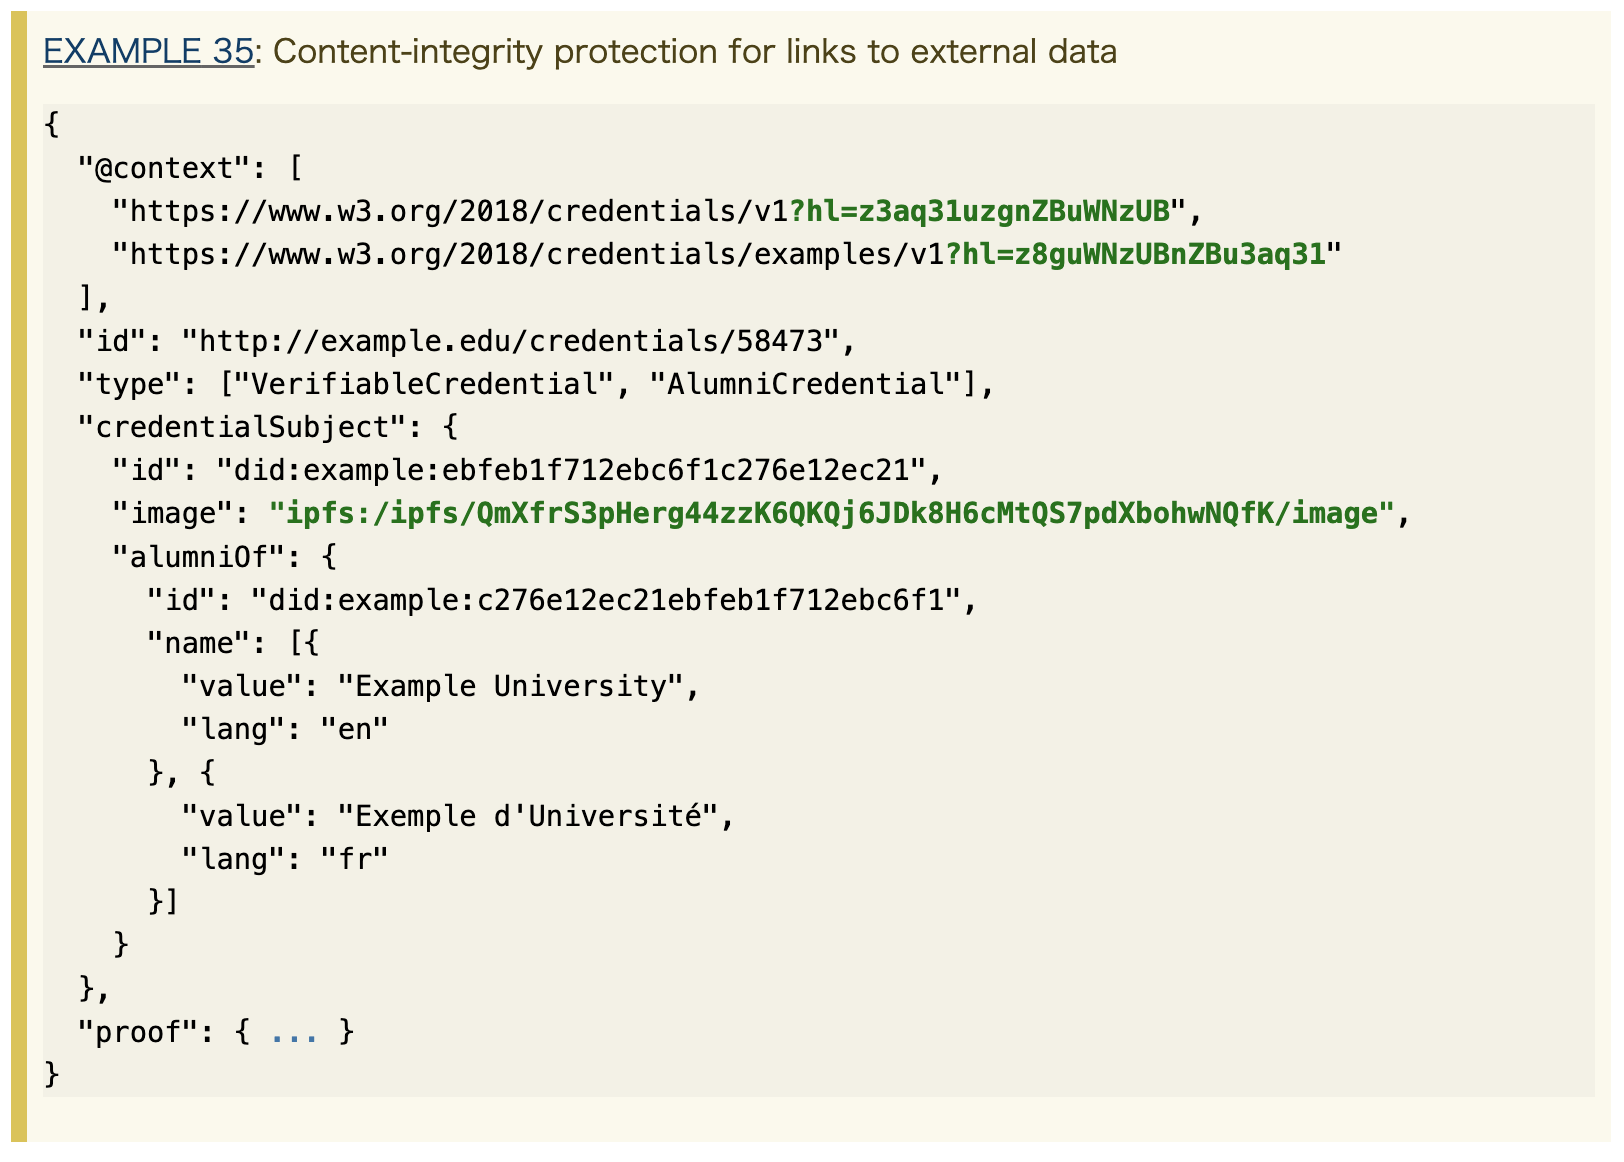 EXAMPLE 35: Content-integrity protection for links to external data
{
  "@context": [
    "https://www.w3.org/2018/credentials/v1?hl=z3aq31uzgnZBuWNzUB",
    "https://www.w3.org/2018/credentials/examples/v1?hl=z8guWNzUBnZBu3aq31"
  ],
  "id": "http://example.edu/credentials/58473",
  "type": ["VerifiableCredential", "AlumniCredential"],
  "credentialSubject": {
    "id": "did:example:ebfeb1f712ebc6f1c276e12ec21",
    "image": "ipfs:/ipfs/QmXfrS3pHerg44zzK6QKQj6JDk8H6cMtQS7pdXbohwNQfK/image",
    "alumniOf": {
      "id": "did:example:c276e12ec21ebfeb1f712ebc6f1",
      "name": [{
        "value": "Example University",
        "lang": "en"
      }, {
        "value": "Exemple d'Université",
        "lang": "fr"
      }]
    }
  },
  "proof": { ... }
}